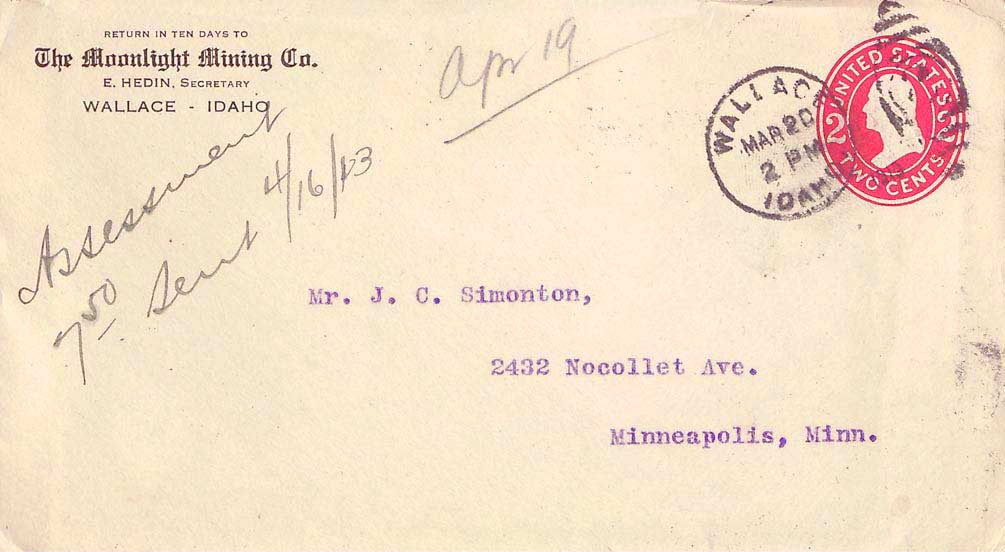 RETURN IN TEN DAYS TO
The Moonlight Mining Co.
E. HEDIN, SECRETARY
WALLACE - IDAHO
Apr 19
WALLACE
MAR 20
2 PM
IDAHO
UNITED STATES
2
TWO CENTS
Assessment
7 50 Sent 4/16/23
Mr. J. C. Simonton,
2432 Nocollet Ave.
Minneapolis, Minn.